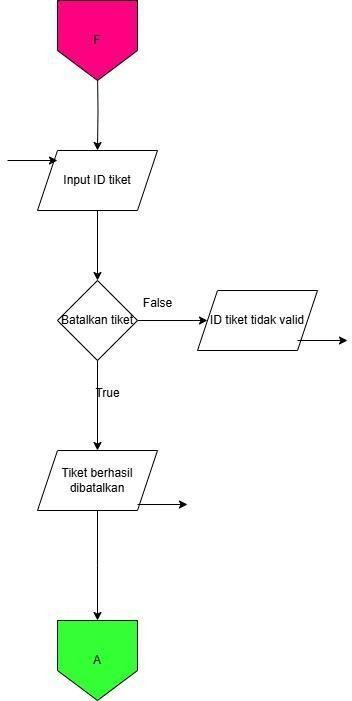 F
Input ID tiket
False
Batalkan tiket
ID tiket tidak valid
True
Tiket berhasil
dibatalkan
A